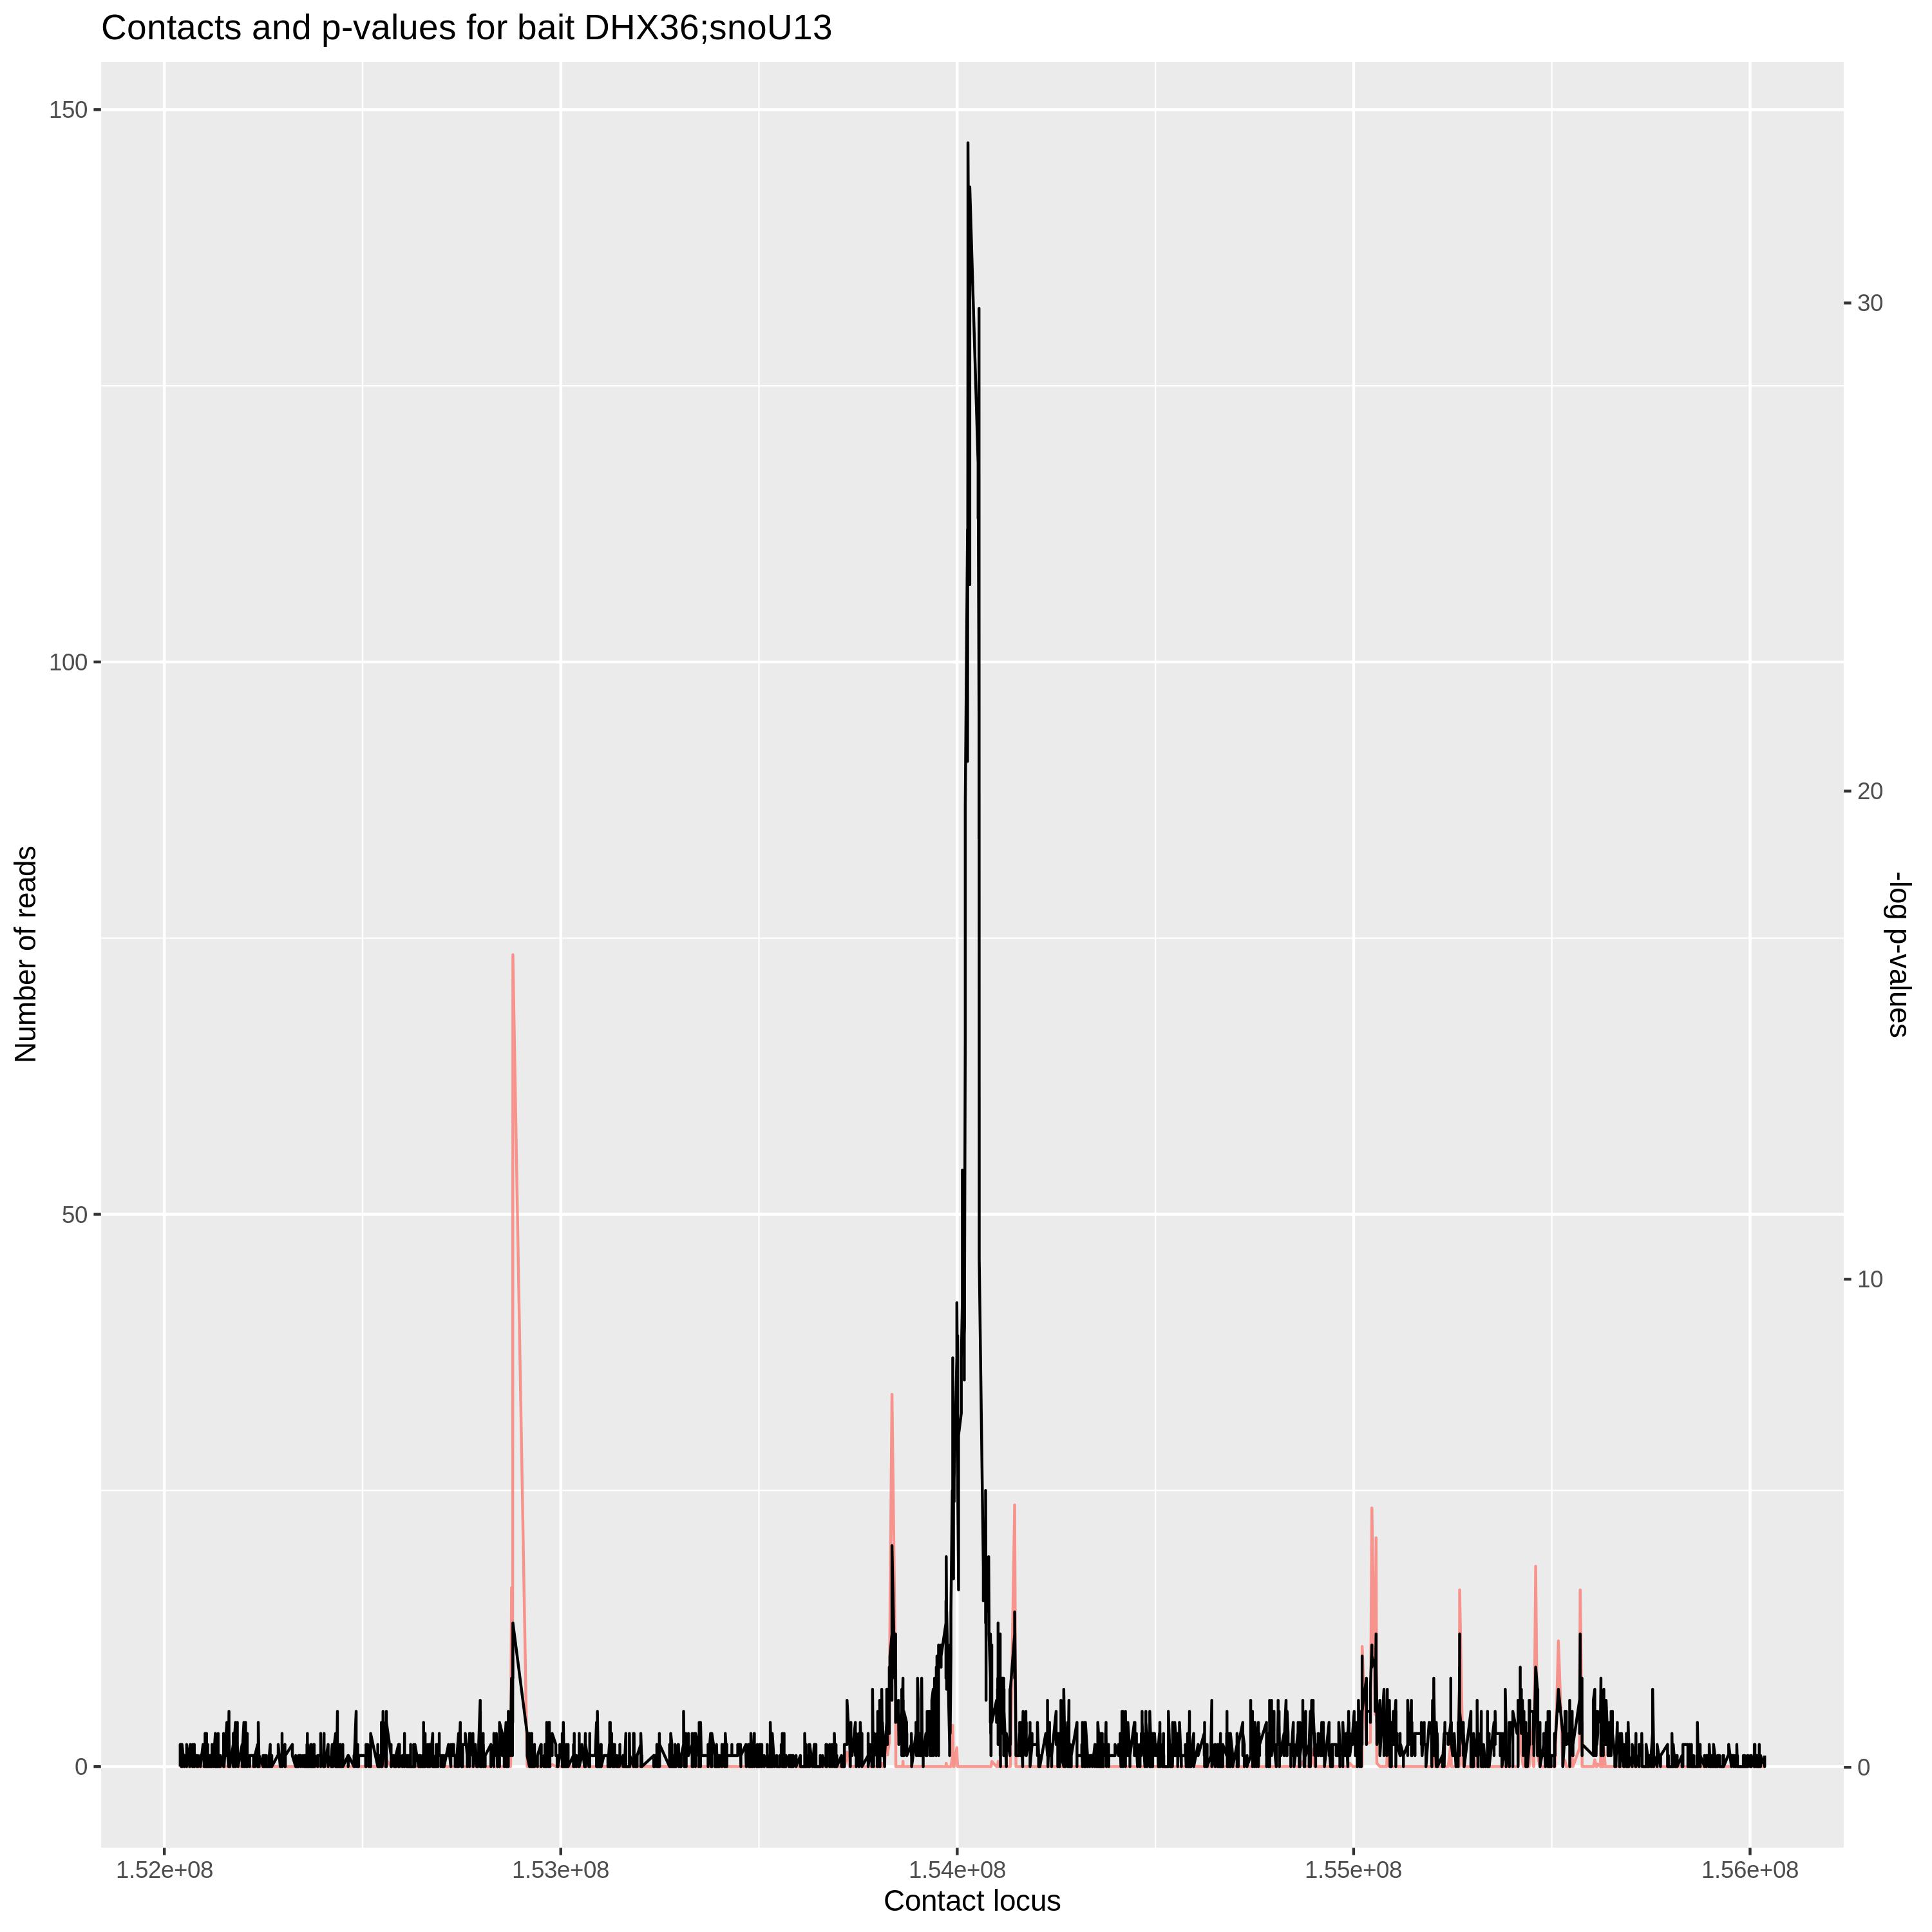 Contacts and p-values for bait DHX36;snoU13
150
100
50
0
Number of reads
30
20
10
0
-log p-values
1.52e+08
1.53e+08
1.54e+08
1.55e+08
1.56e+08
Contact locus